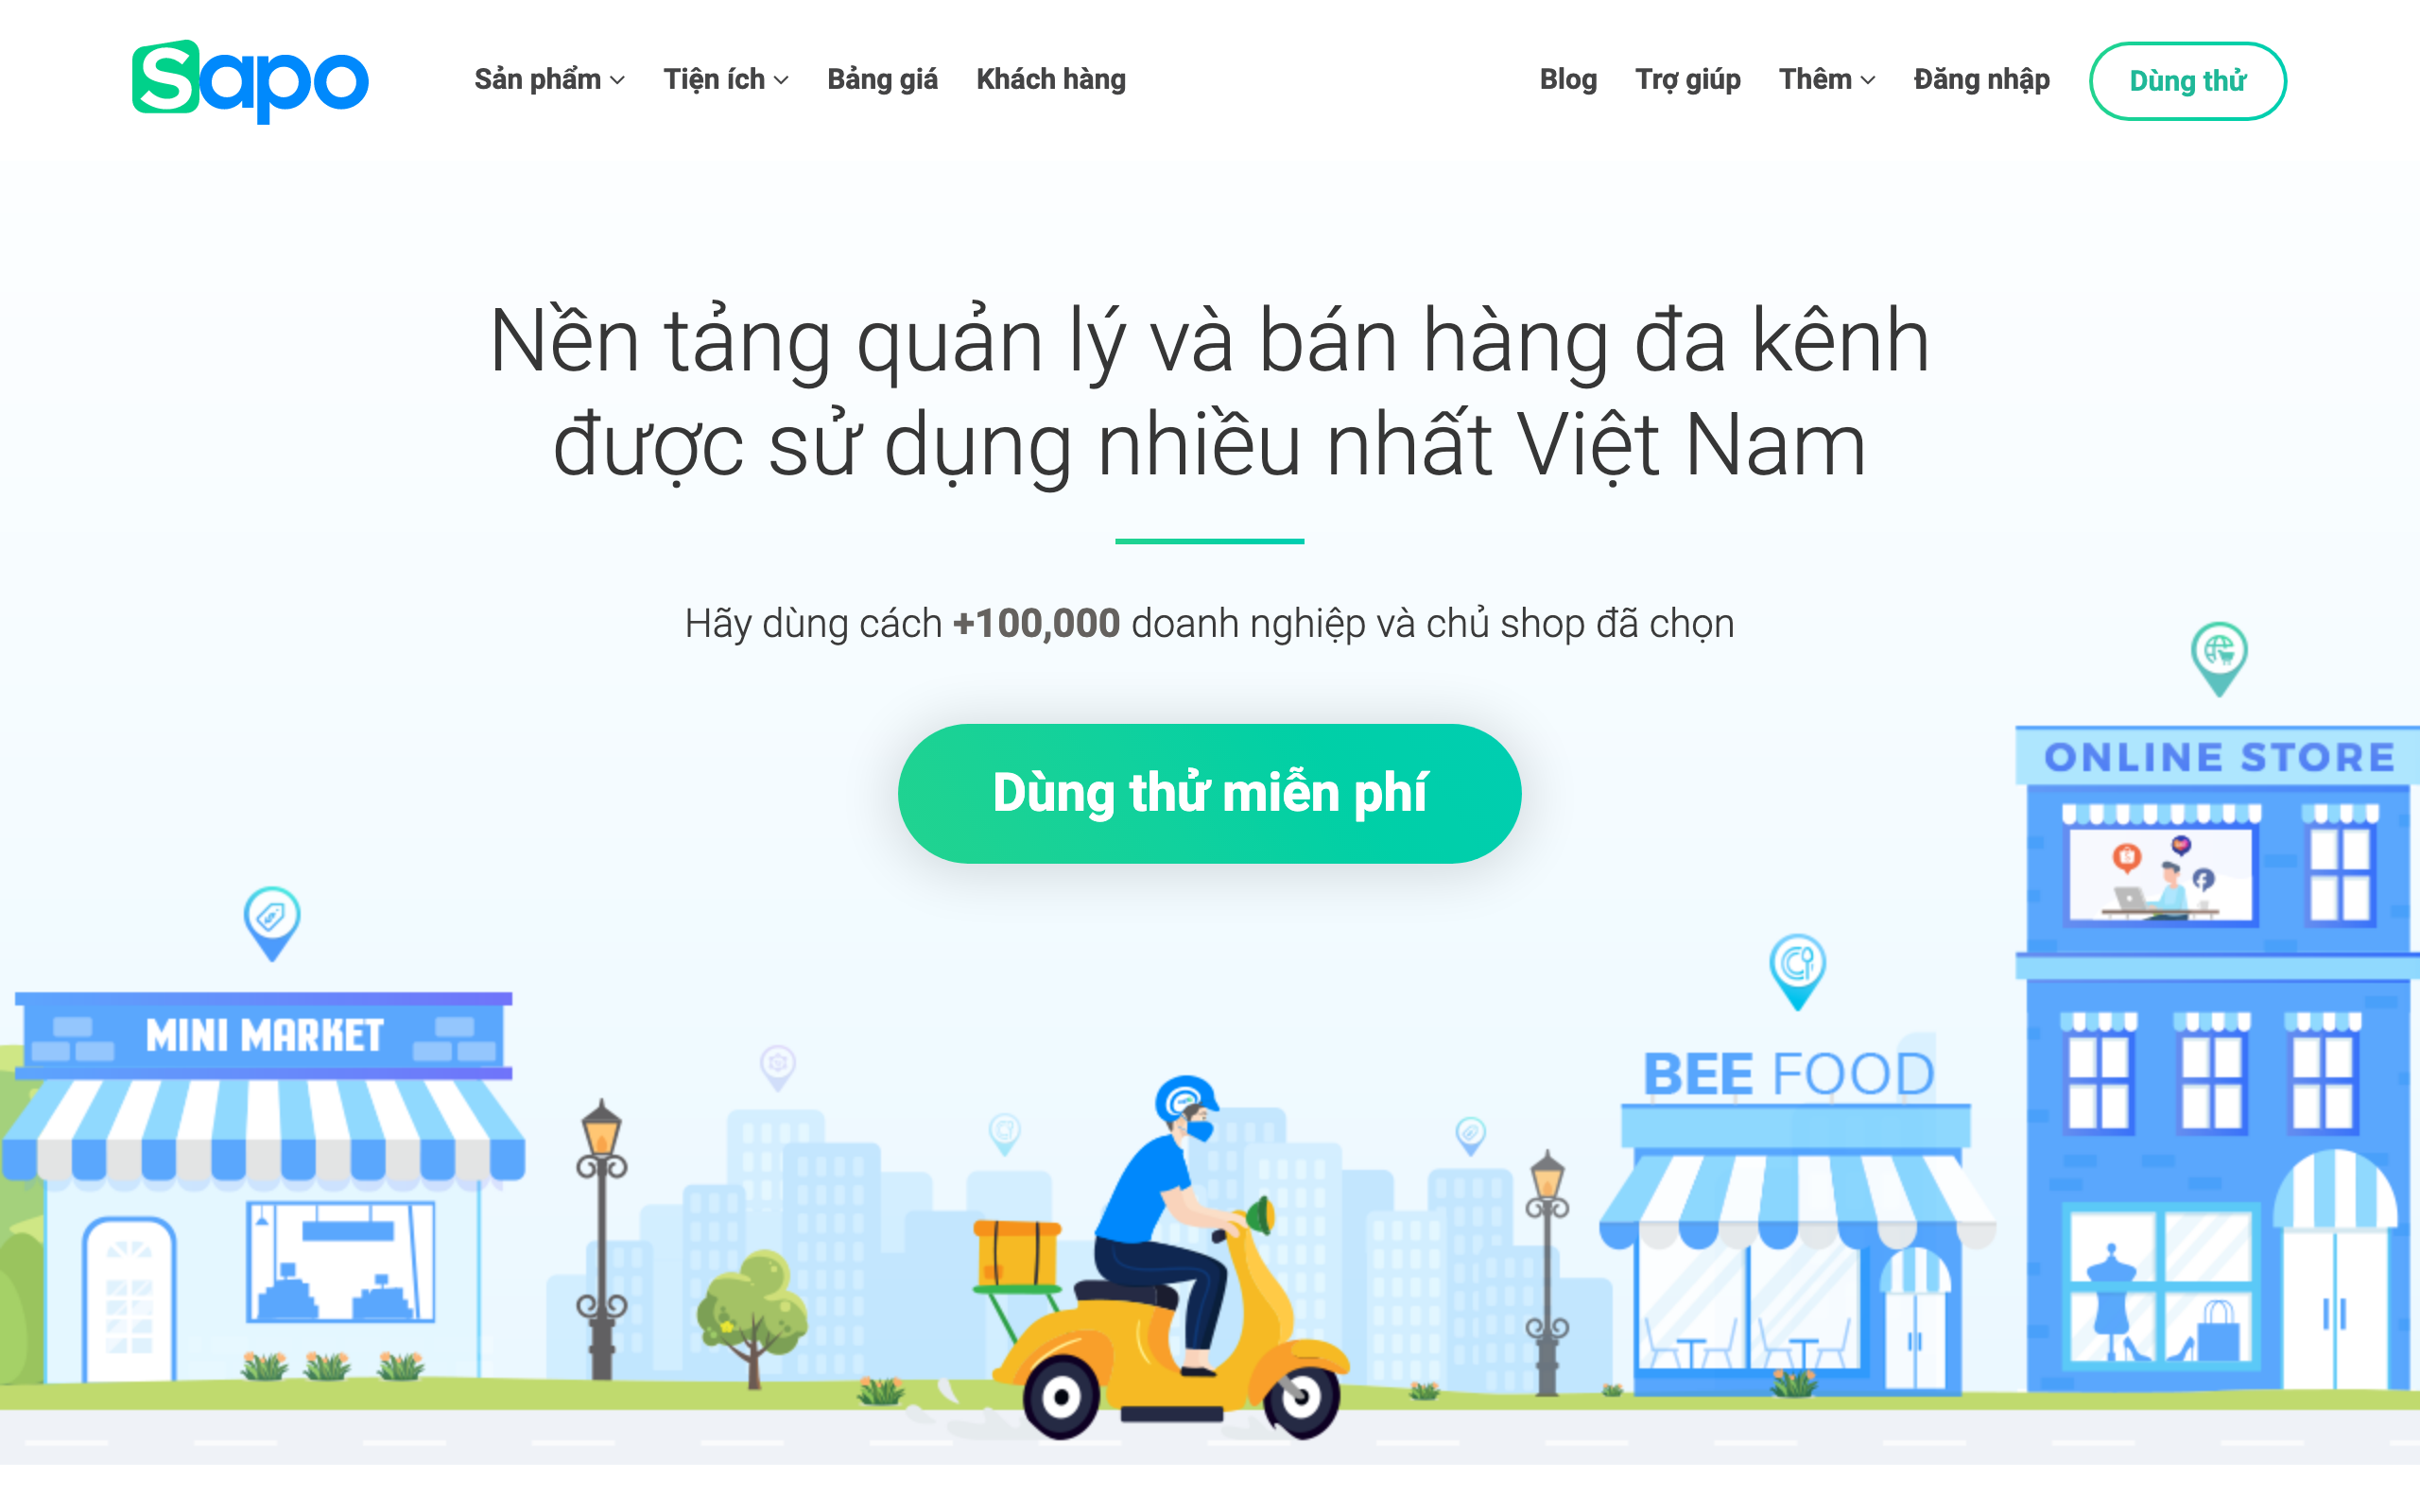 Sapo
Sản phẩm
Tiện ích
Bảng giá
Khách hàng
Blog
Trợ giúp
Thêm
Đăng nhập
Dùng thử
Nền tảng quản lý và bán hàng đa kênh
được sử dụng nhiều nhất Việt Nam
Hãy dùng cách +100,000 doanh nghiệp và chủ shop đã chọn
Dùng thử miễn phí
ONLINE STORE
MINI MARKET
BEE FOOD